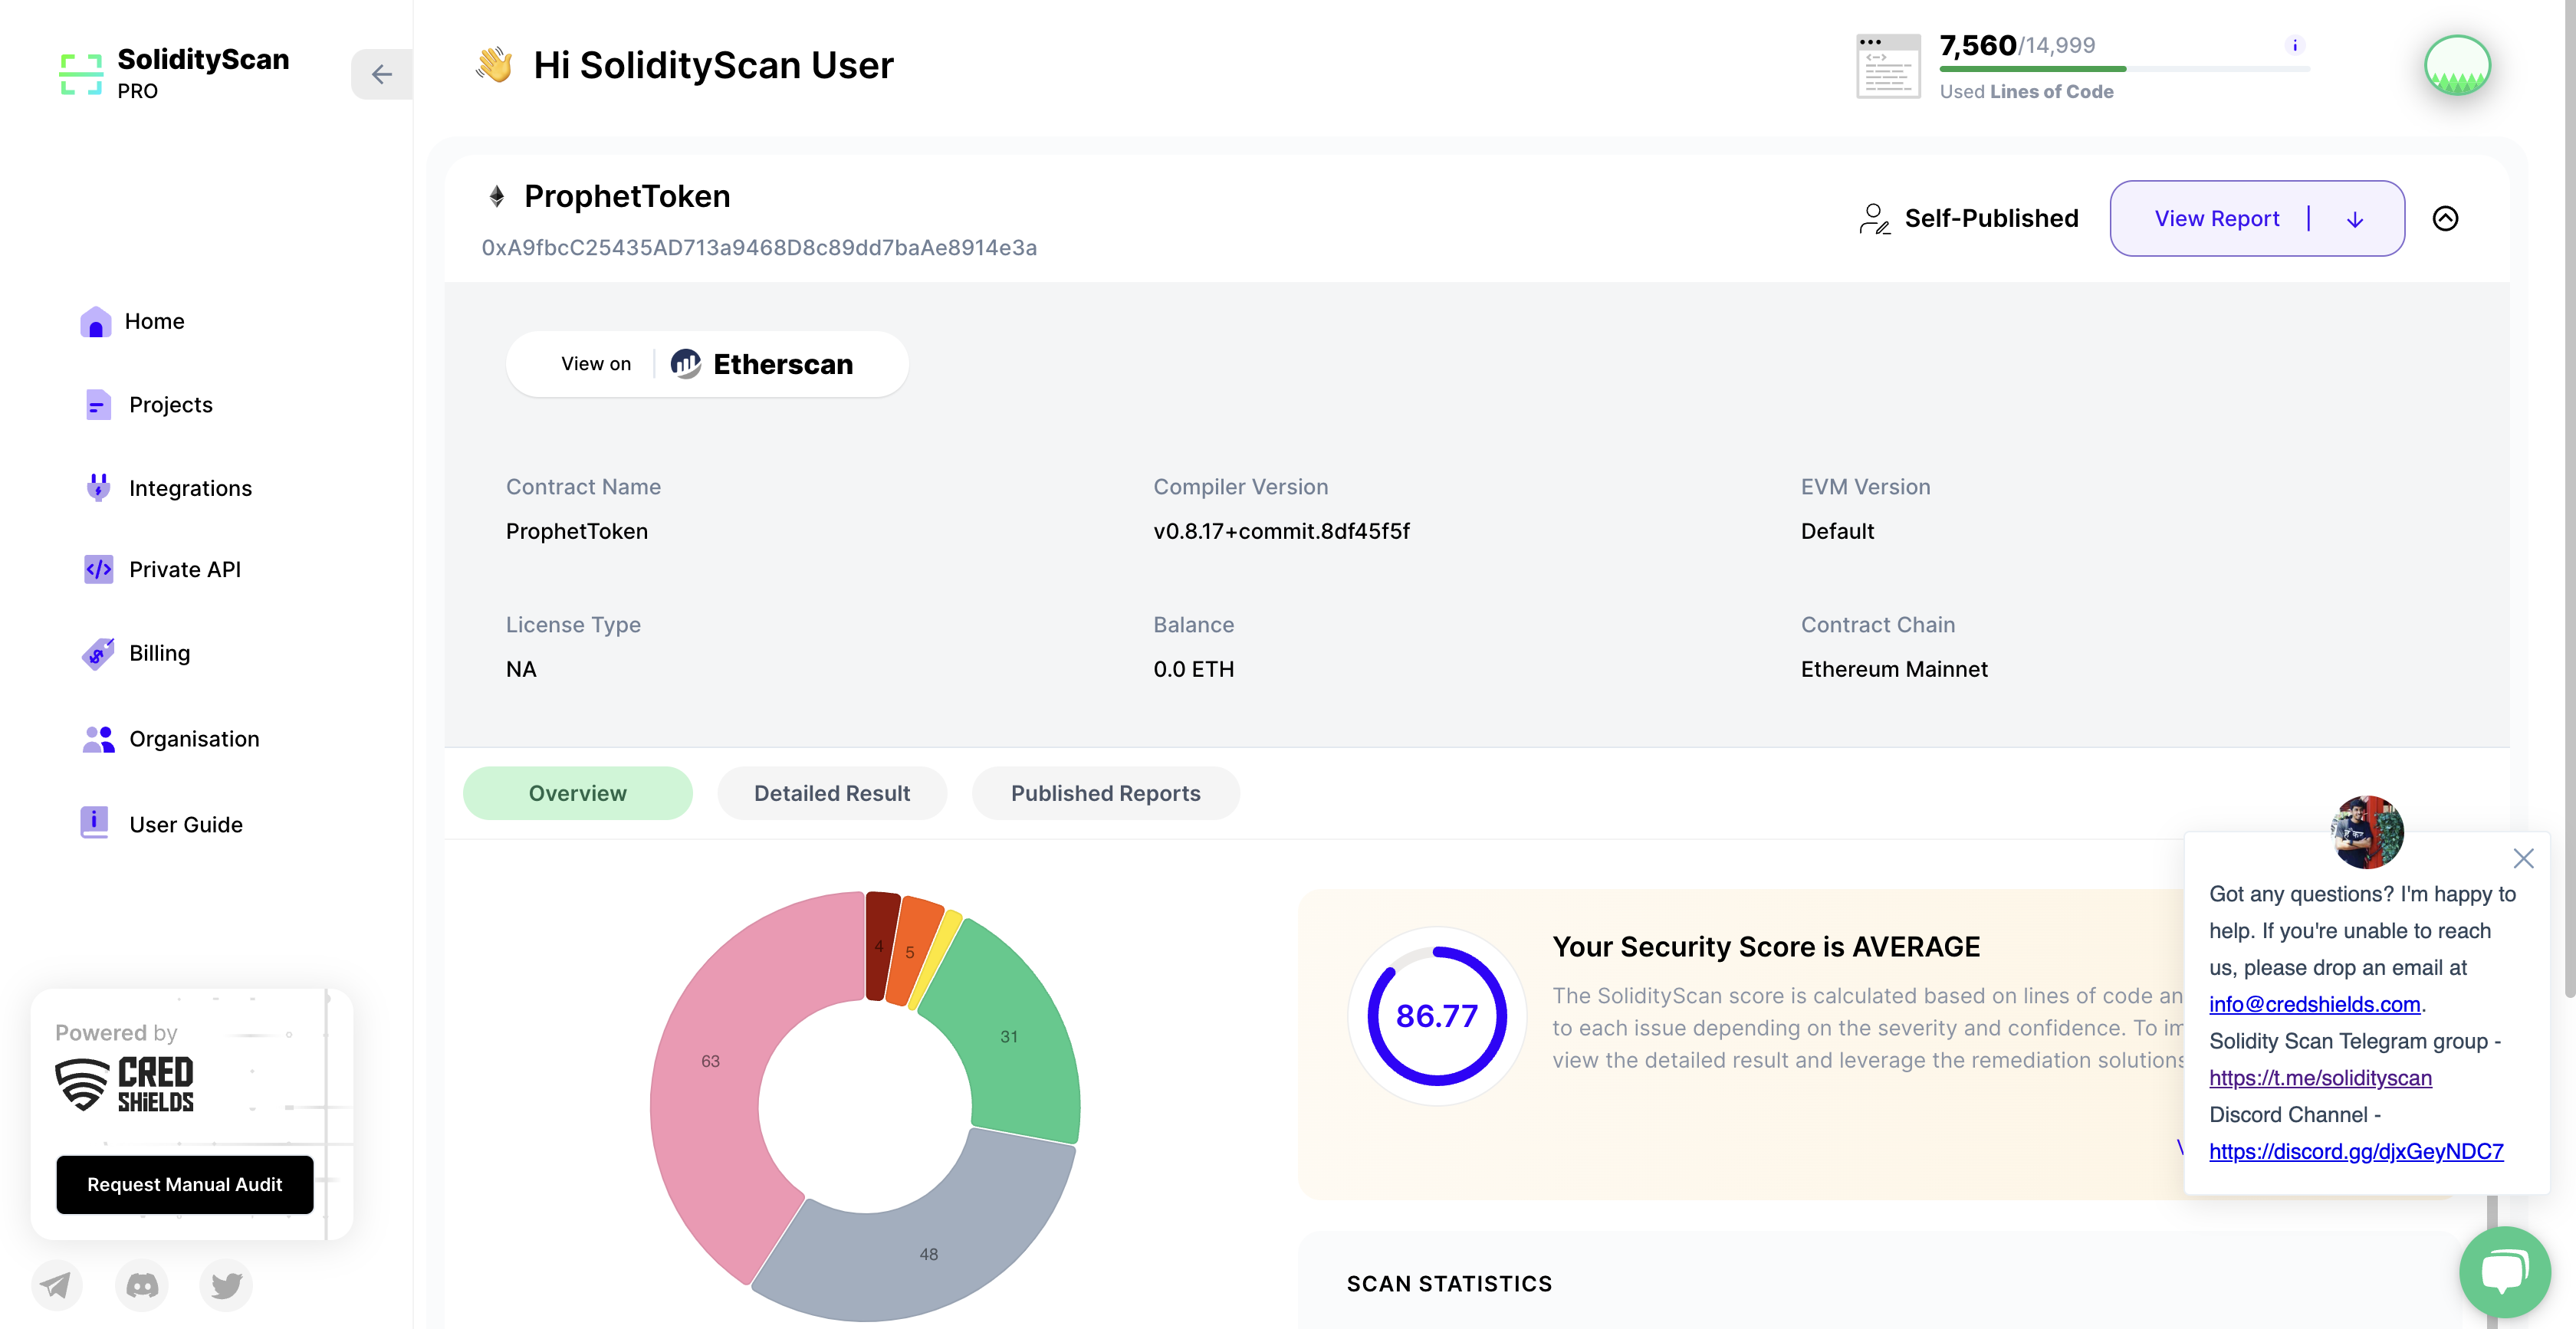 SolidityScan
PRO
Home
Projects
Integrations
Private API
Billing
Organisation
User Guide
Powered by
CRED
SHiELDS
Request Manual Audit
Hi SolidityScan User
7,560/14,999
Used Lines of Code
ProphetToken
0xA9fbcC25435AD713a9468D8c89dd7baAe8914e3a
Self-Published
View Report
View on
Etherscan
Contract Name
ProphetToken
Compiler Version
v0.8.17+commit.8df45f5f
EVM Version
Default
License Type
NA
Balance
0.0 ETH
Contract Chain
Ethereum Mainnet
Overview
Detailed Result
Published Reports
4
5
31
63
48
86.77
Your Security Score is AVERAGE
The SolidityScan score is calculated based on lines of code
to each issue depending on the severity and confidence. To
view the detailed result and leverage the remediation solutions
SCAN STATISTICS
Got any questions? I'm happy to
help. If you're unable to reach
us, please drop an email at
info@credshields.com.
Solidity Scan Telegram group -
https://t.me/solidityscan
Discord Channel -
https://discord.gg/djxGeyNDC7